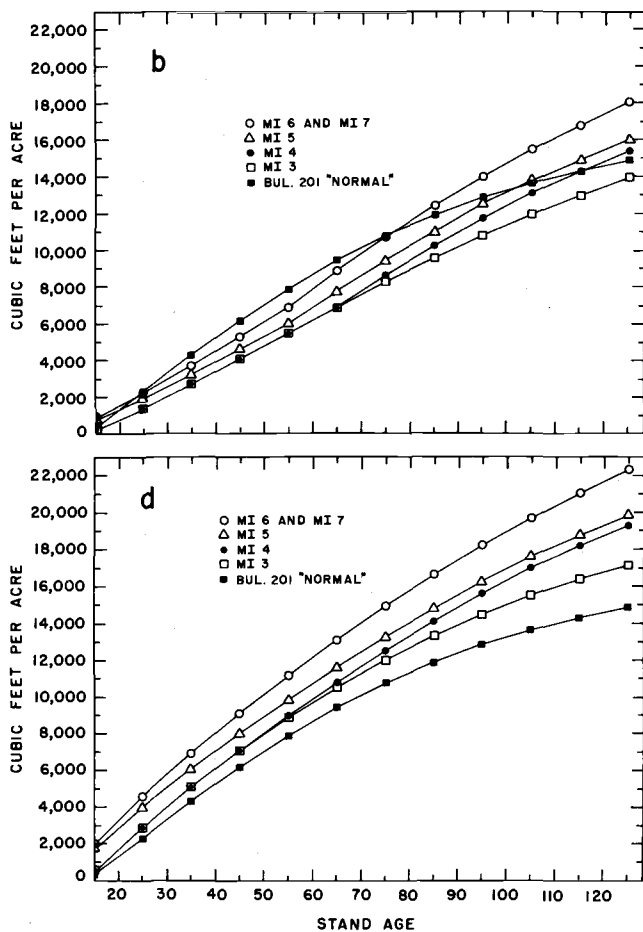 22,000
20,000
18,000
16,000
14,000
12,000
10,000
8,000
6,000
4,000
2,000
0
CUBIC FEET PER ACRE
b
MI 6 AND MI 7
MI 5
MI 4
MI 3
BUL. 201 "NORMAL"
22,000
20,000
18,000
16,000
14,000
12,000
10,000
8,000
6,000
4,000
2,000
0
CUBIC FEET PER ACRE
d
MI 6 AND MI 7
MI 5
MI 4
MI 3
BUL. 201 "NORMAL"
20 30 40 50 60 70 80 90 100 110 120
STAND AGE